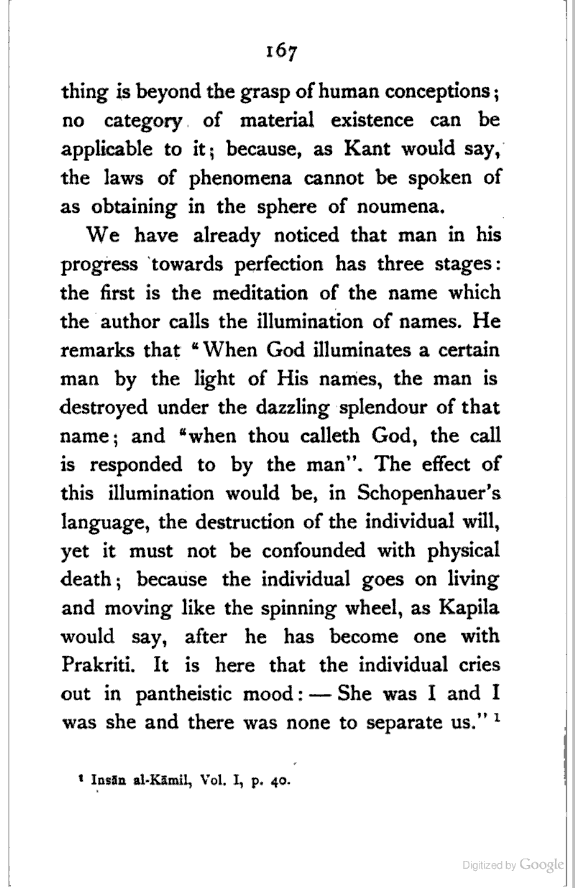 167
thing is beyond the grasp of human conceptions;
no category of material existence can be
applicable to it; because, as Kant would say,
the laws of phenomena cannot be spoken of
as obtaining in the sphere of noumena.
We have already noticed that man in his
progress towards perfection has three stages:
the first is the meditation of the name which
the author calls the illumination of names. He
remarks that “When God illuminates a certain
man by the light of His names, the man is
destroyed under the dazzling splendour of that
name; and “when thou calleth God, the call
is responded to by the man”. The effect of
this illumination would be, in Schopenhauer's
language, the destruction of the individual will,
yet it must not be confounded with physical
death; because the individual goes on living
and moving like the spinning wheel, as Kapila
would say, after he has become one with
Prakriti. It is here that the individual cries
out in pantheistic mood: — She was I and I
was she and there was none to separate us.” ¹
¹ Insān al-Kāmil, Vol. I, p. 40.
Digitized by Google